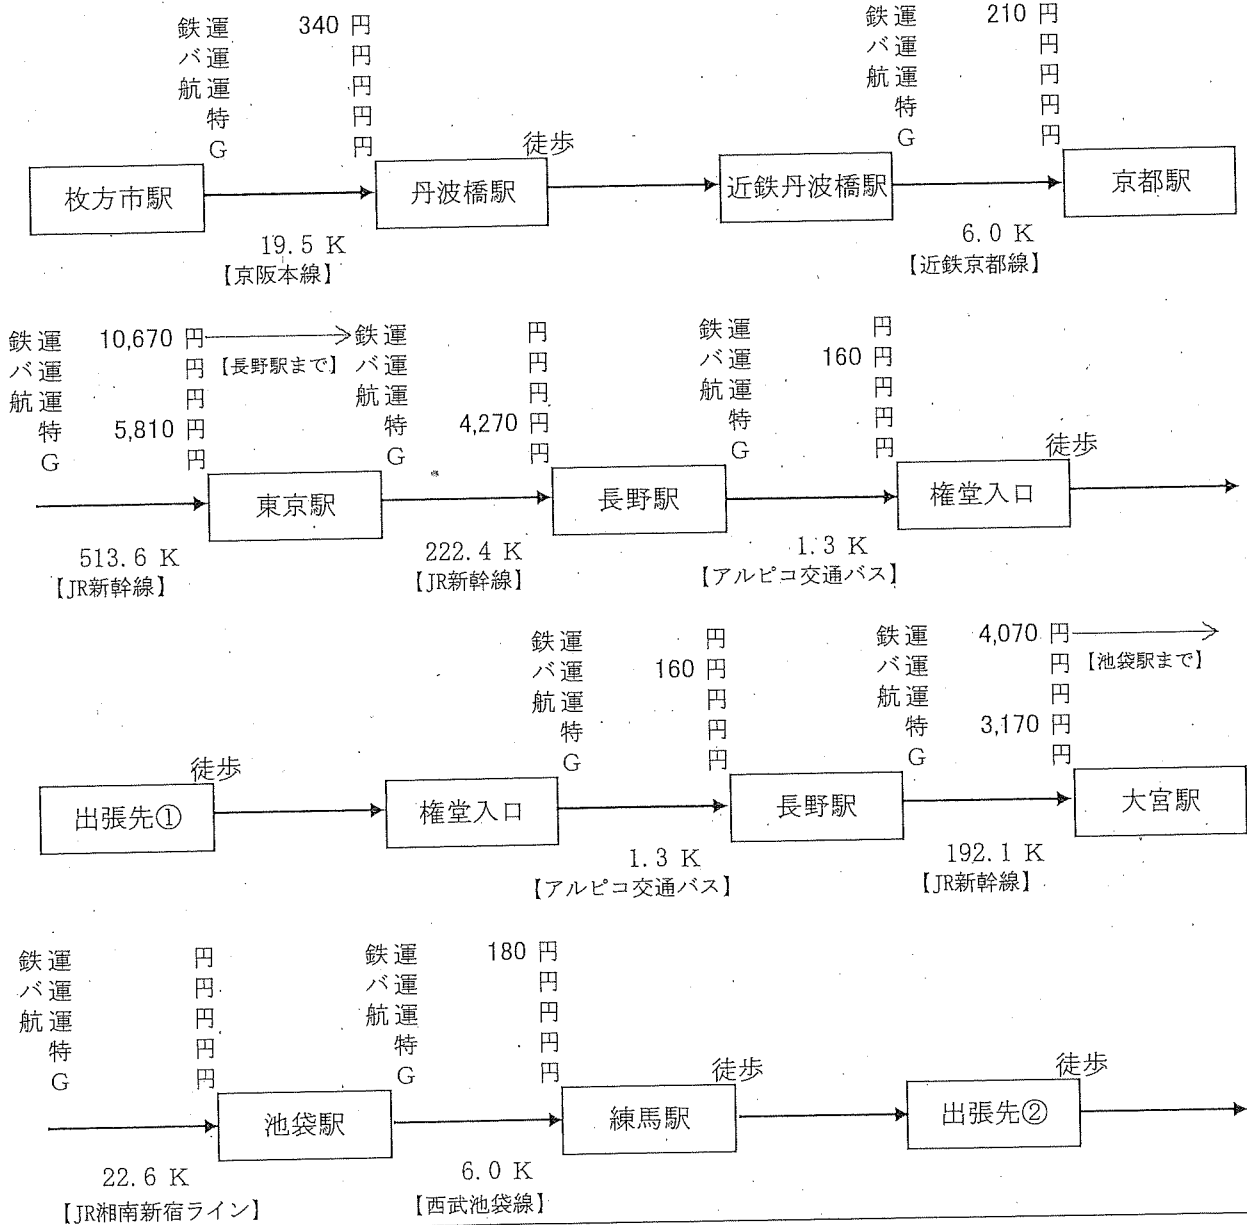 鉄運 340 円
バ運 円
航運 円
特 円
G 円
鉄運 210 円
バ運 円
航運 円
特 円
G 円
枚方市駅
丹波橋駅
徒歩
近鉄丹波橋駅
京都駅
19.5 K
【京阪本線】
6.0 K
【近鉄京都線】
鉄運 10,670 円
【長野駅まで】
バ運 円
航運 円
特 5,810 円
G 円
鉄運 円
バ運 円
航運 円
特 4,270 円
G 円
鉄運 円
バ運 160 円
航運 円
特 円
G 円
東京駅
長野駅
権堂入口
徒歩
513.6 K
【JR新幹線】
222.4 K
【JR新幹線】
1.3 K
【アルピコ交通バス】
鉄運 円
バ運 160 円
航運 円
特 円
G 円
鉄運 4,070 円
【池袋駅まで】
バ運 円
航運 円
特 3,170 円
G 円
出張先①
徒歩
権堂入口
長野駅
大宮駅
1.3 K
【アルピコ交通バス】
192.1 K
【JR新幹線】
鉄運 円
バ運 円
航運 円
特 円
G 円
鉄運 180 円
バ運 円
航運 円
特 円
G 円
池袋駅
練馬駅
徒歩
出張先②
徒歩
22.6 K
【JR湘南新宿ライン】
6.0 K
【西武池袋線】